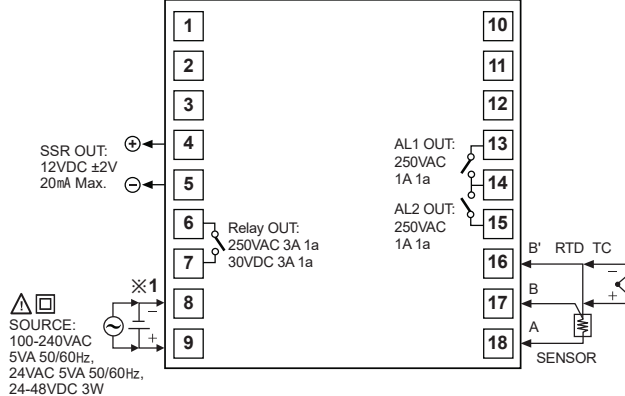 1
2
3
4
5
6
7
8
9
10
11
12
13
14
15
16
17
18
SSR OUT:
12VDC ±2V
20mA Max.
+
−
Relay OUT:
250VAC 3A 1a
30VDC 3A 1a
※1
−
+
SOURCE:
100-240VAC
5VA 50/60Hz,
24VAC 5VA 50/60Hz,
24-48VDC 3W
AL1 OUT:
250VAC
1A 1a
AL2 OUT:
250VAC
1A 1a
B' RTD TC
−
B
+
A
SENSOR